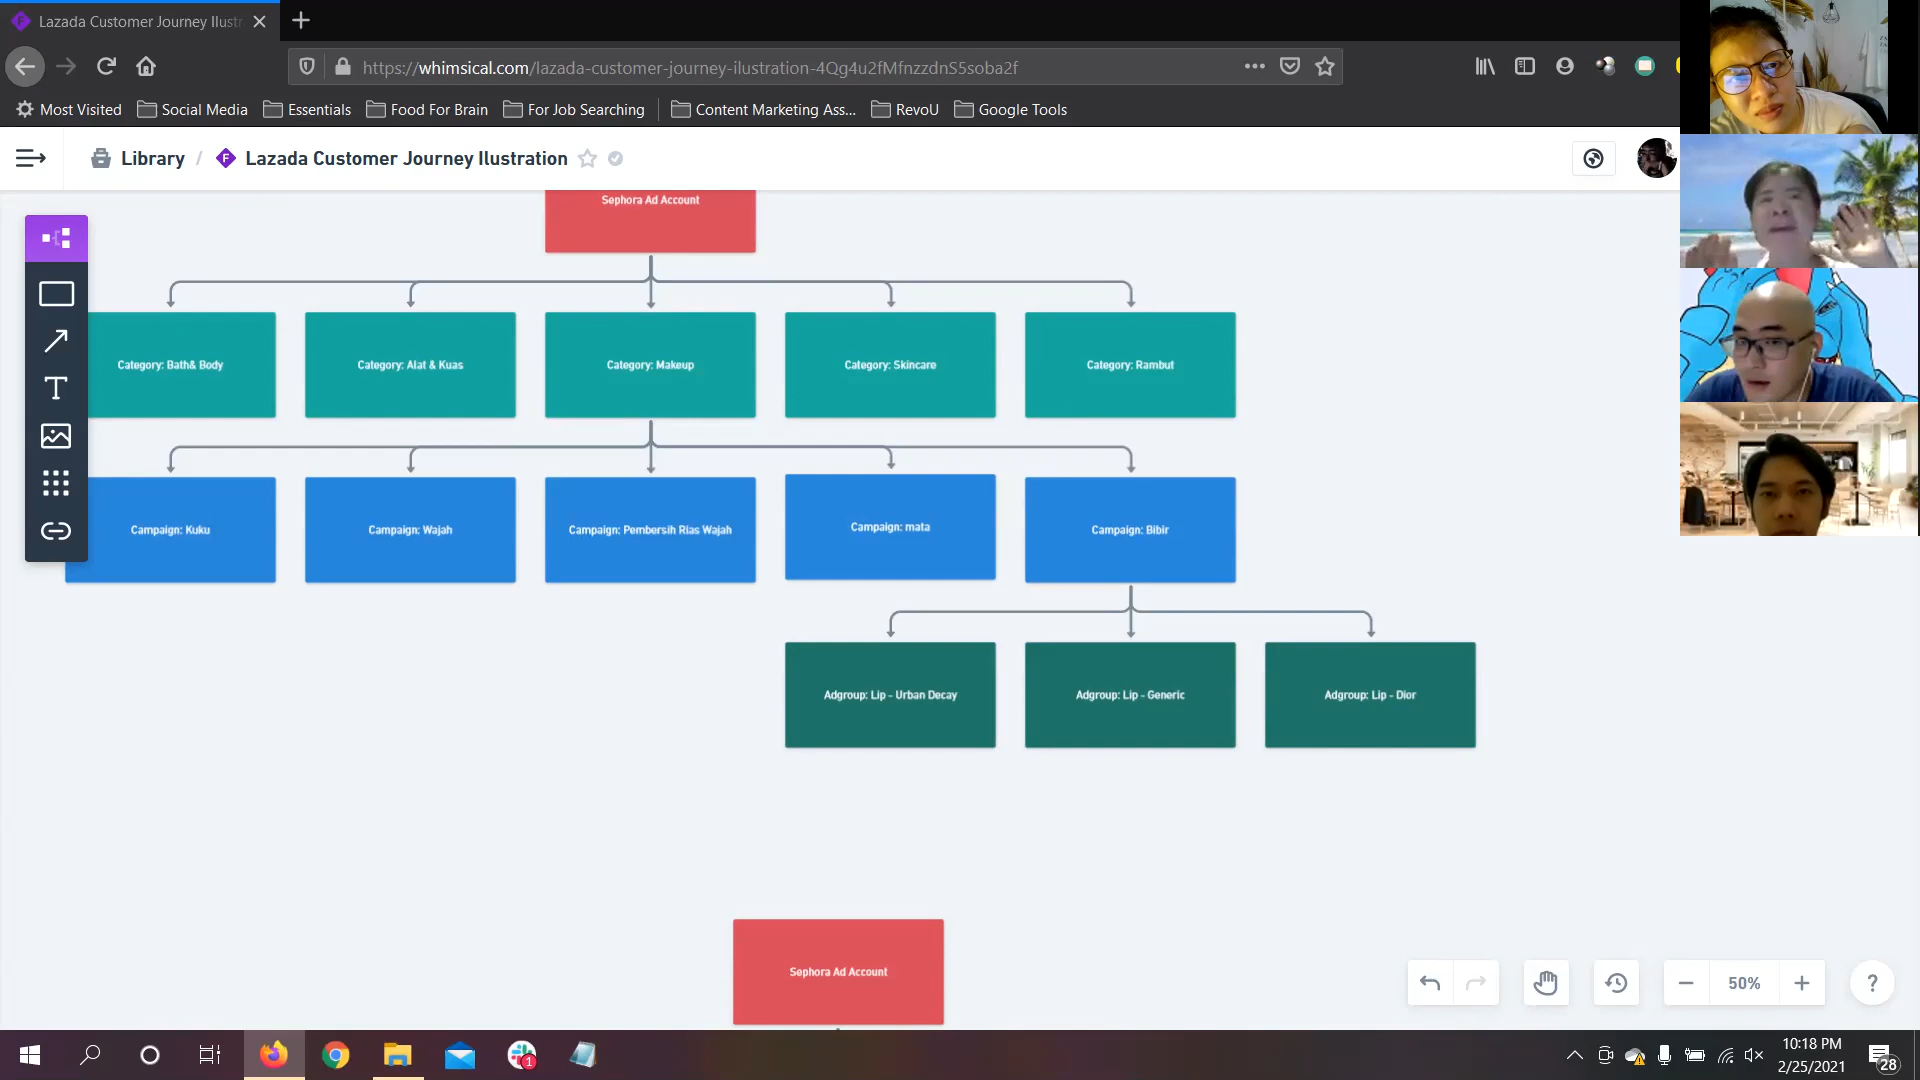 Lazada Customer Journey Ilustr
https://whimsical.com/lazada-customer-journey-ilustration-4Qg4u2fMfnzzdnS5soba2f
Most Visited
Social Media
Essentials
Food For Brain
For Job Searching
Content Marketing Ass...
RevoU
Google Tools
Library / Lazada Customer Journey Ilustration
Sephora Ad Account
Category: Bath& Body
Category: Alat & Kuas
Category: Makeup
Category: Skincare
Category: Rambut
Campaign: Kuku
Campaign: Wajah
Campaign: Pembersih Rias Wajah
Campaign: mata
Campaign: Bibir
Adgroup: Lip - Urban Decay
Adgroup: Lip - Generic
Adgroup: Lip - Dior
Sephora Ad Account
50%
?
1
10:18 PM
2/25/2021
28